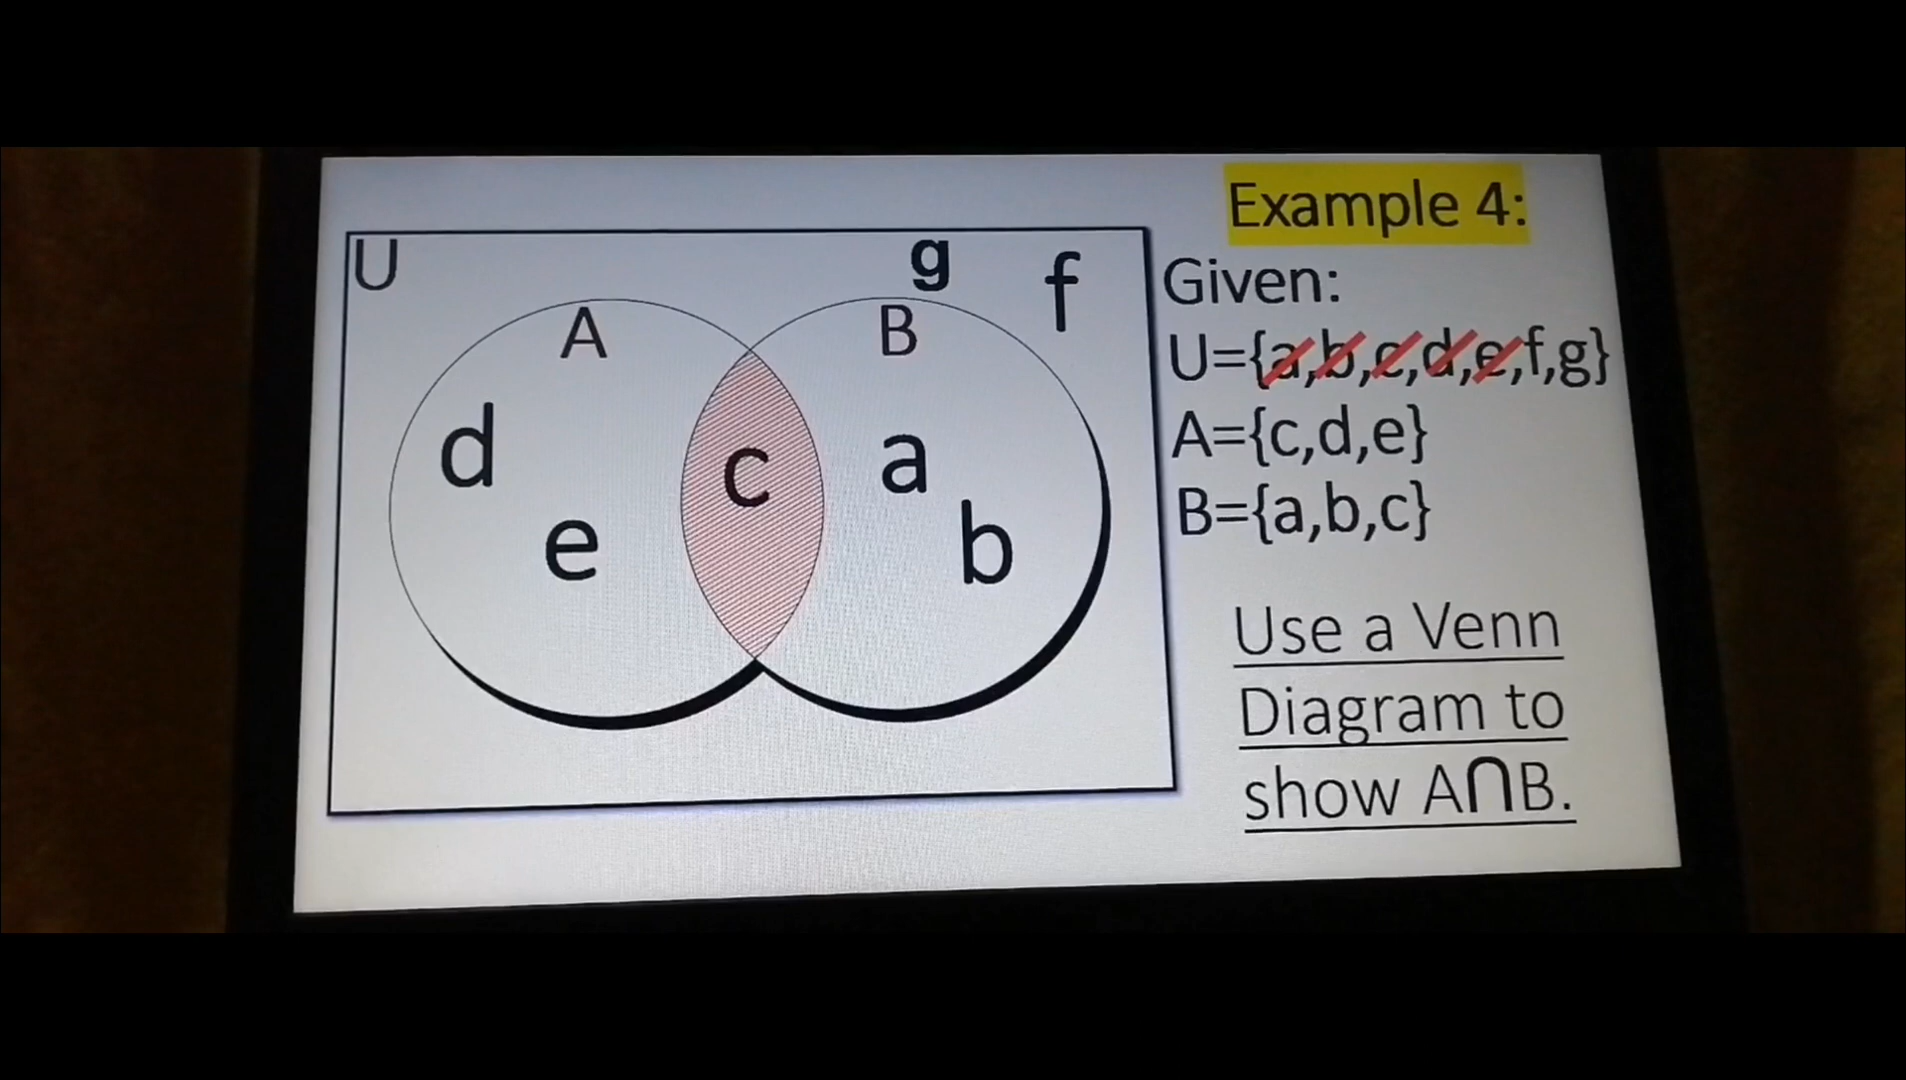 U
g
f
A
B
d
c
a
e
b
Example 4:
Given:
U={a,b,c,d,e,f,g}
A={c,d,e}
B={a,b,c}
Use a Venn
Diagram to
show A∩B.